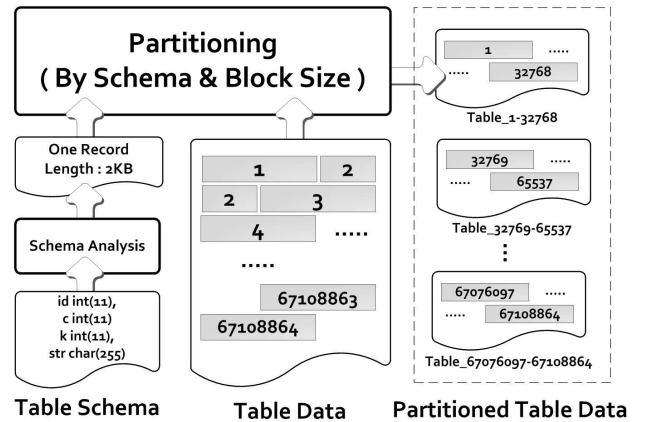 Partitioning
( By Schema & Block Size )
One Record
Length : 2KB
Schema Analysis
id int(11),
c int(11)
k int(11),
str char(255)
Table Schema
1 2
2 3
4 .....
.....
67108863
67108864
Table Data
1 .....
..... 32768
Table_1-32768
32769 .....
..... 65537
Table_32769-65537
⋮
67076097 .....
..... 67108864
Table_67076097-67108864
Partitioned Table Data